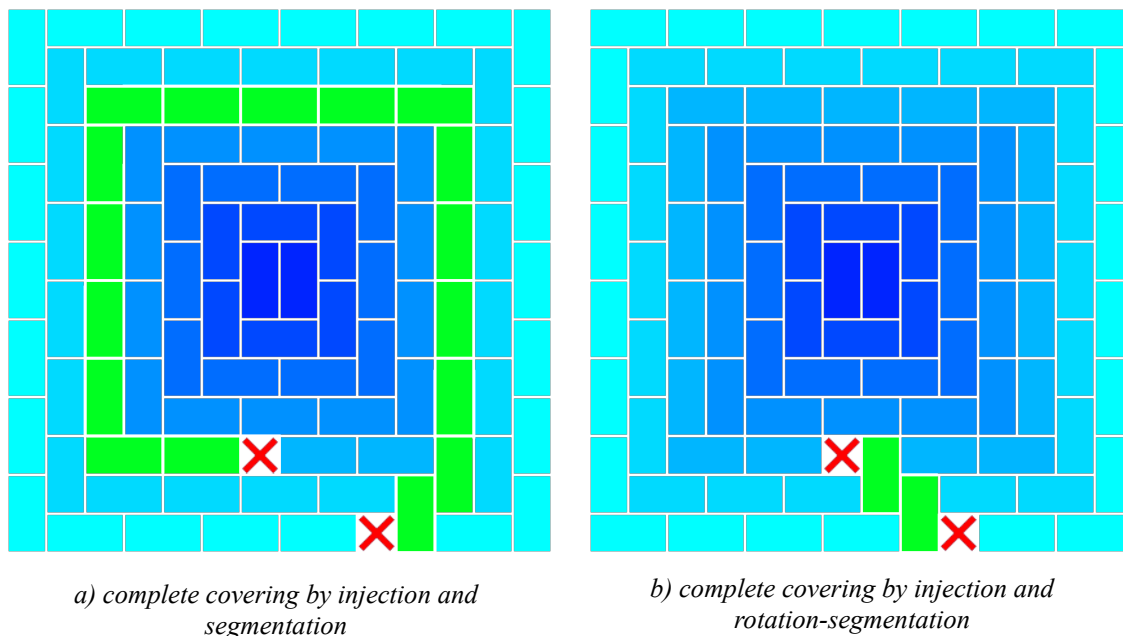 a) complete covering by injection and
segmentation
b) complete covering by injection and
rotation-segmentation